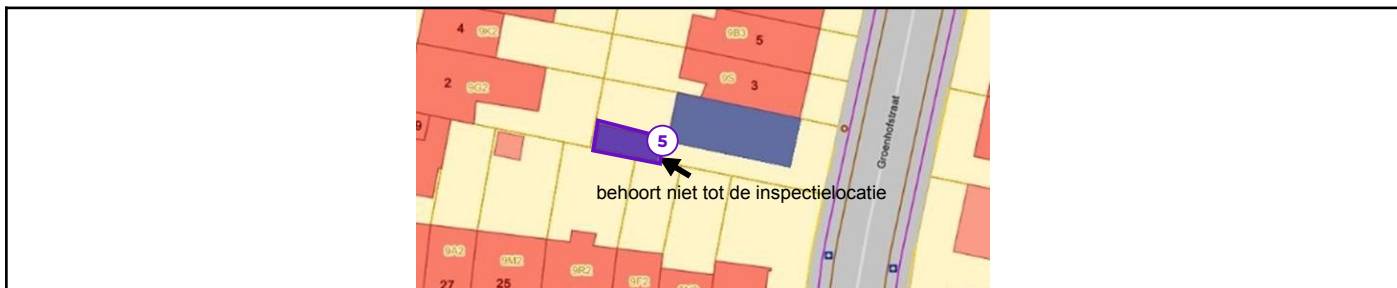 4 9K2
9B3 5
2 9G2
9S 3
9
5
Groenhofstraat
behoort niet tot de inspectielocatie
9A2
9M2
9R2
9F2
27
25